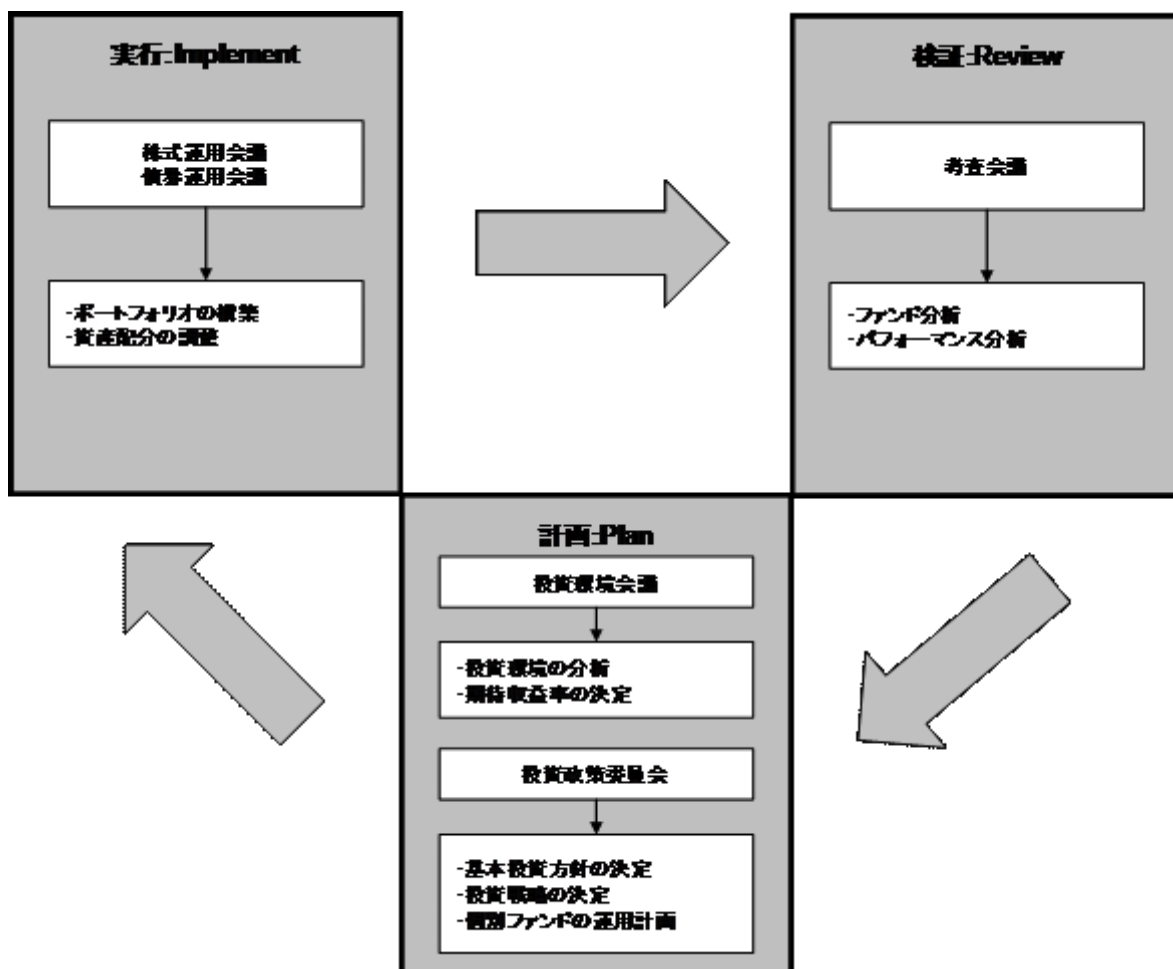 実行:Implement
株式運用会議
債券運用会議
-ポートフォリオの構築
-資産配分の調整
検証:Review
考査会議
-ファンド分析
-パフォーマンス分析
計画:Plan
投資環境会議
-投資環境の分析
-期待収益率の決定
投資政策委員会
-基本投資方針の決定
-投資戦略の決定
-個別ファンドの運用計画